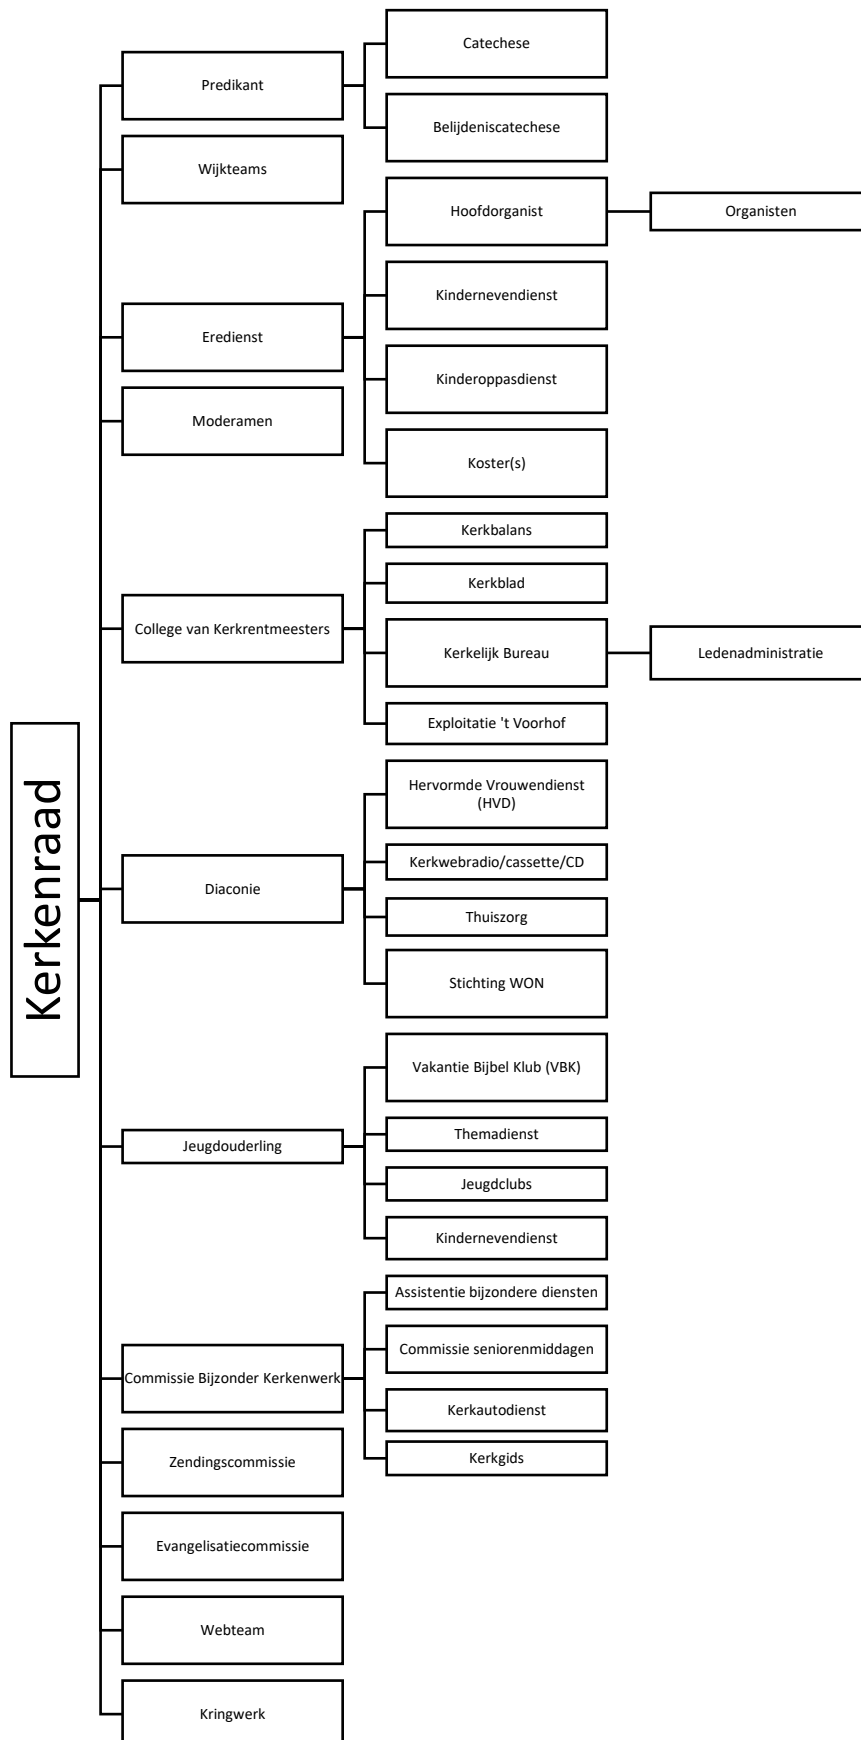 Kerkenraad
Predikant
Catechese
Belijdeniscatechese
Wijkteams
Eredienst
Hoofdorganist
Organisten
Kindernevendienst
Kinderoppasdienst
Koster(s)
Moderamen
College van Kerkrentmeesters
Kerkbalans
Kerkblad
Kerkelijk Bureau
Ledenadministratie
Exploitatie 't Voorhof
Diaconie
Hervormde Vrouwendienst
(HVD)
Kerkwebradio/cassette/CD
Thuiszorg
Stichting WON
Jeugdouderling
Vakantie Bijbel Klub (VBK)
Themadienst
Jeugdclubs
Kindernevendienst
Commissie Bijzonder Kerkenwerk
Assistentie bijzondere diensten
Commissie seniorenmiddagen
Kerkautodienst
Kerkgids
Zendingscommissie
Evangelisatiecommissie
Webteam
Kringwerk